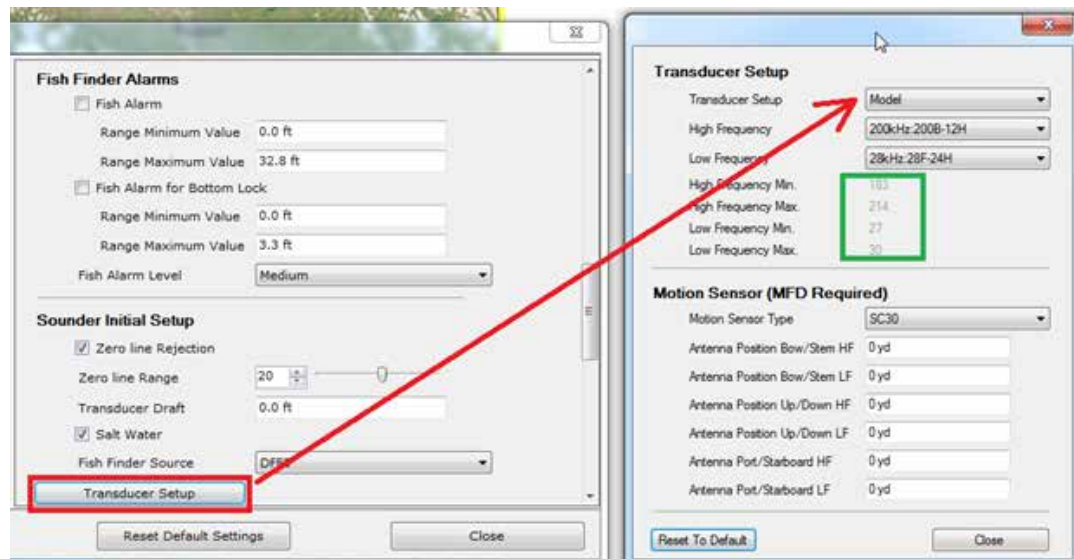 Fish Finder Alarms
Fish Alarm
Range Minimum Value 0.0 ft
Range Maximum Value 32.8 ft
Fish Alarm for Bottom Lock
Range Minimum Value 0.0 ft
Range Maximum Value 3.3 ft
Fish Alarm Level Medium
Sounder Initial Setup
Zero line Rejection
Zero line Range 20
Transducer Draft 0.0 ft
Salt Water
Fish Finder Source
Transducer Setup
Reset Default Settings Close
Transducer Setup
Transducer Setup Model
High Frequency 200kHz:200B-12H
Low Frequency 28kHz:28F-24H
High Frequency Min. 183
High Frequency Max. 214
Low Frequency Min. 27
Low Frequency Max. 30
Motion Sensor (MFD Required)
Motion Sensor Type SC30
Antenna Position Bow/Stern HF 0 yd
Antenna Position Bow/Stern LF 0 yd
Antenna Position Up/Down HF 0 yd
Antenna Position Up/Down LF 0 yd
Antenna Port/Starboard HF 0 yd
Antenna Port/Starboard LF 0 yd
Reset To Default Close